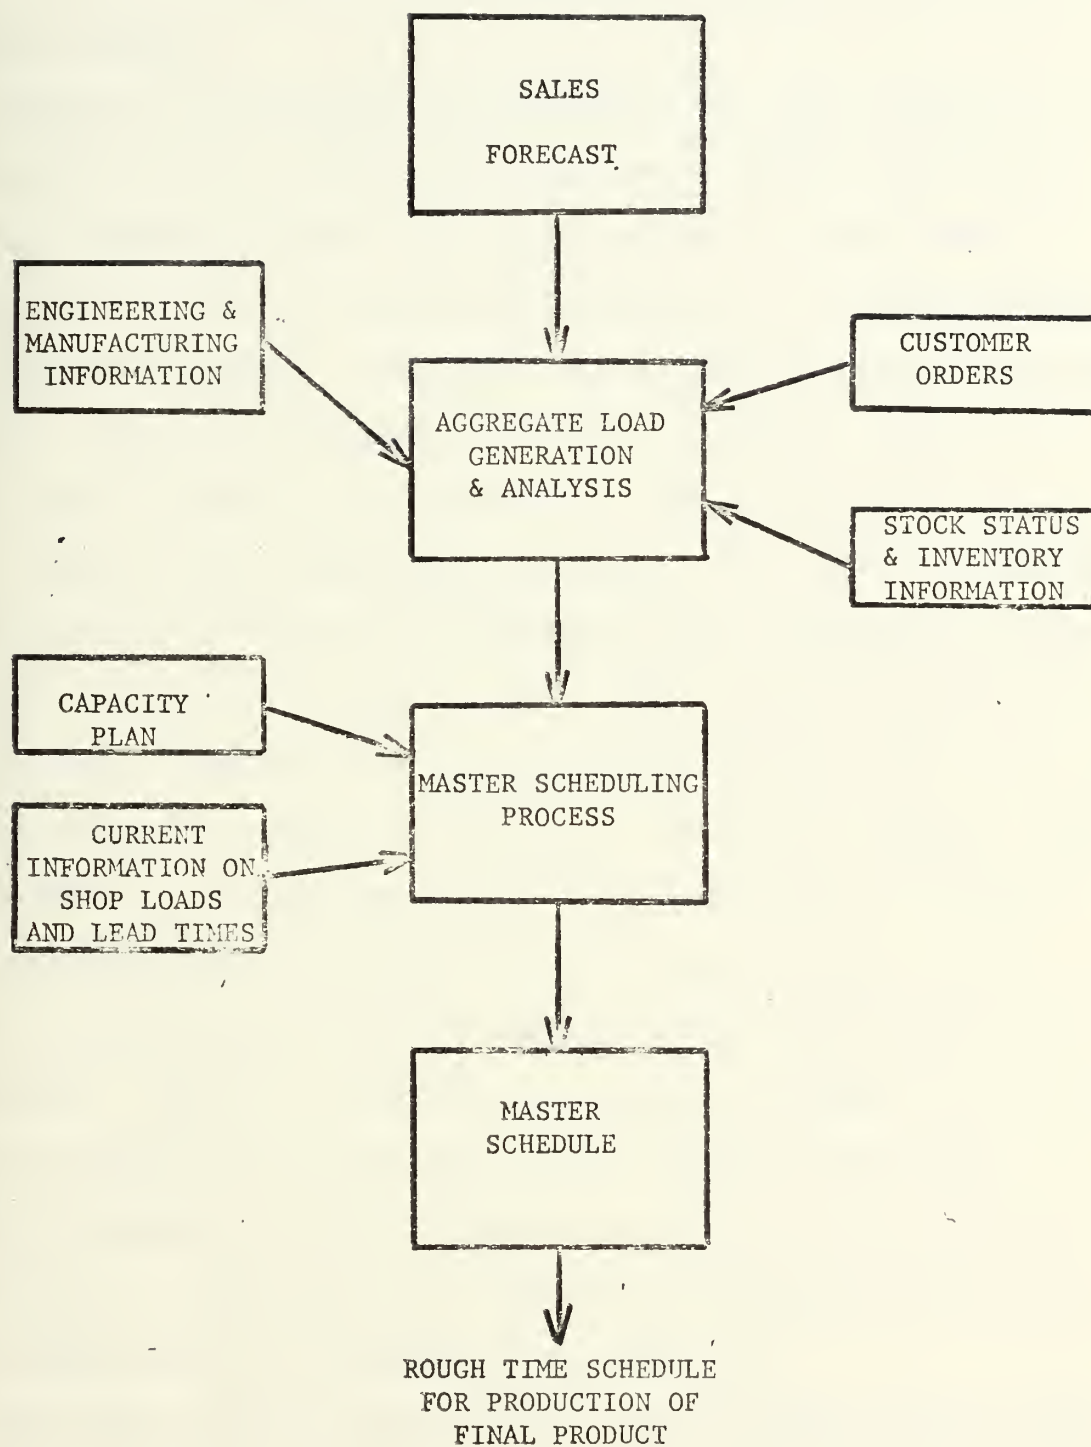 SALES
FORECAST
ENGINEERING &
MANUFACTURING
INFORMATION
CUSTOMER
ORDERS
AGGREGATE LOAD
GENERATION
& ANALYSIS
STOCK STATUS
& INVENTORY
INFORMATION
CAPACITY
PLAN
MASTER SCHEDULING
PROCESS
CURRENT
INFORMATION ON
SHOP LOADS
AND LEAD TIMES
MASTER
SCHEDULE
ROUGH TIME SCHEDULE
FOR PRODUCTION OF
FINAL PRODUCT